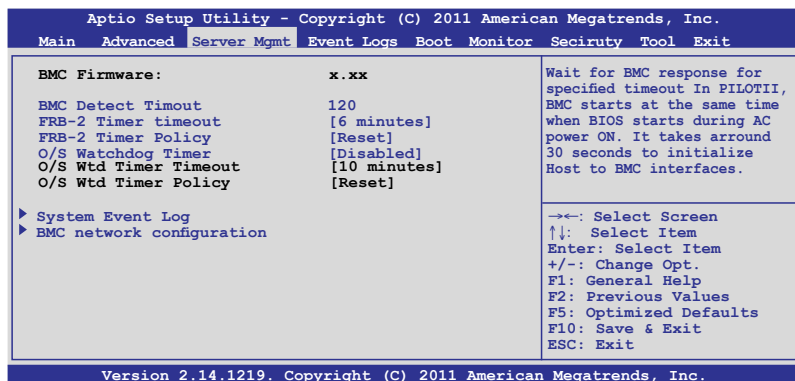 Aptio Setup Utility - Copyright (C) 2011 American Megatrends, Inc.
Main Advanced Server Mgmt Event Logs Boot Monitor Seciruty Tool Exit
BMC Firmware: x.xx
BMC Detect Timout 120
FRB-2 Timer timeout [6 minutes]
FRB-2 Timer Policy [Reset]
O/S Watchdog Timer [Disabled]
O/S Wtd Timer Timeout [10 minutes]
O/S Wtd Timer Policy [Reset]
System Event Log
BMC network configuration
Wait for BMC response for
specified timeout In PILOTII,
BMC starts at the same time
when BIOS starts during AC
power ON. It takes arround
30 seconds to initialize
Host to BMC interfaces.
→←: Select Screen
↑↓: Select Item
Enter: Select Item
+/-: Change Opt.
F1: General Help
F2: Previous Values
F5: Optimized Defaults
F10: Save & Exit
ESC: Exit
Version 2.14.1219. Copyright (C) 2011 American Megatrends, Inc.